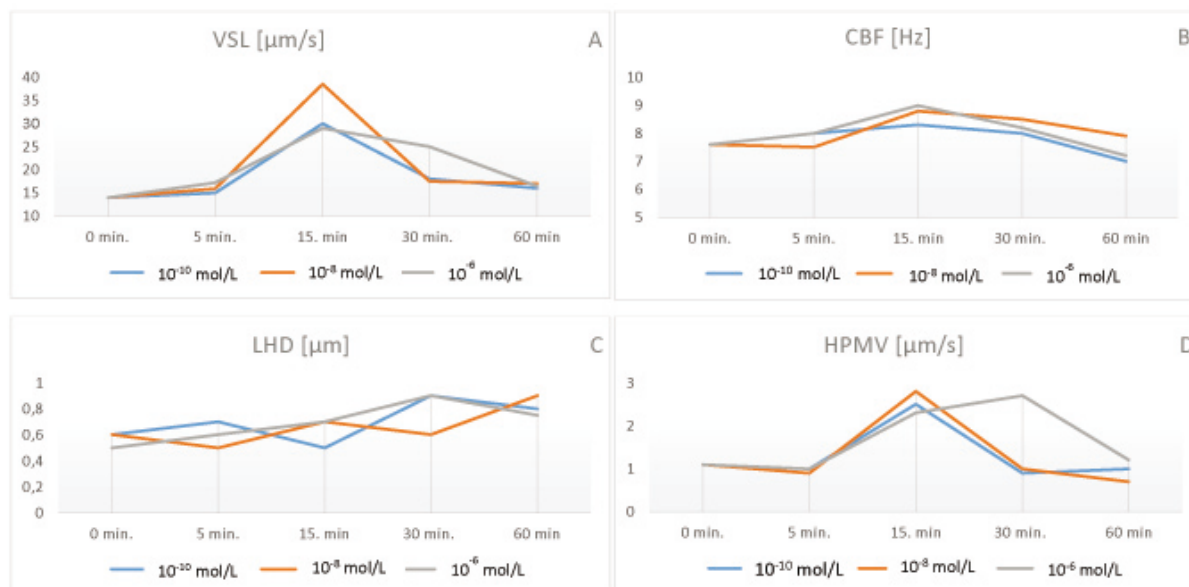 VSL [µm/s]
A
40
35
30
25
20
15
10
0 min.
5 min.
15. min
30 min.
60 min
10⁻¹⁰ mol/L
10⁻⁸ mol/L
10⁻⁶ mol/L
CBF [Hz]
B
10
9
8
7
6
5
0 min.
5 min.
15. min
30 min.
60 min
10⁻¹⁰ mol/L
10⁻⁸ mol/L
10⁻⁶ mol/L
LHD [µm]
C
1
0,8
0,6
0,4
0,2
0
0 min.
5 min.
15. min
30 min.
60 min
10⁻¹⁰ mol/L
10⁻⁸ mol/L
10⁻⁶ mol/L
HPMV [µm/s]
D
3
2
1
0
0 min.
5 min.
15. min
30 min.
60 min
10⁻¹⁰ mol/L
10⁻⁸ mol/L
10⁻⁶ mol/L